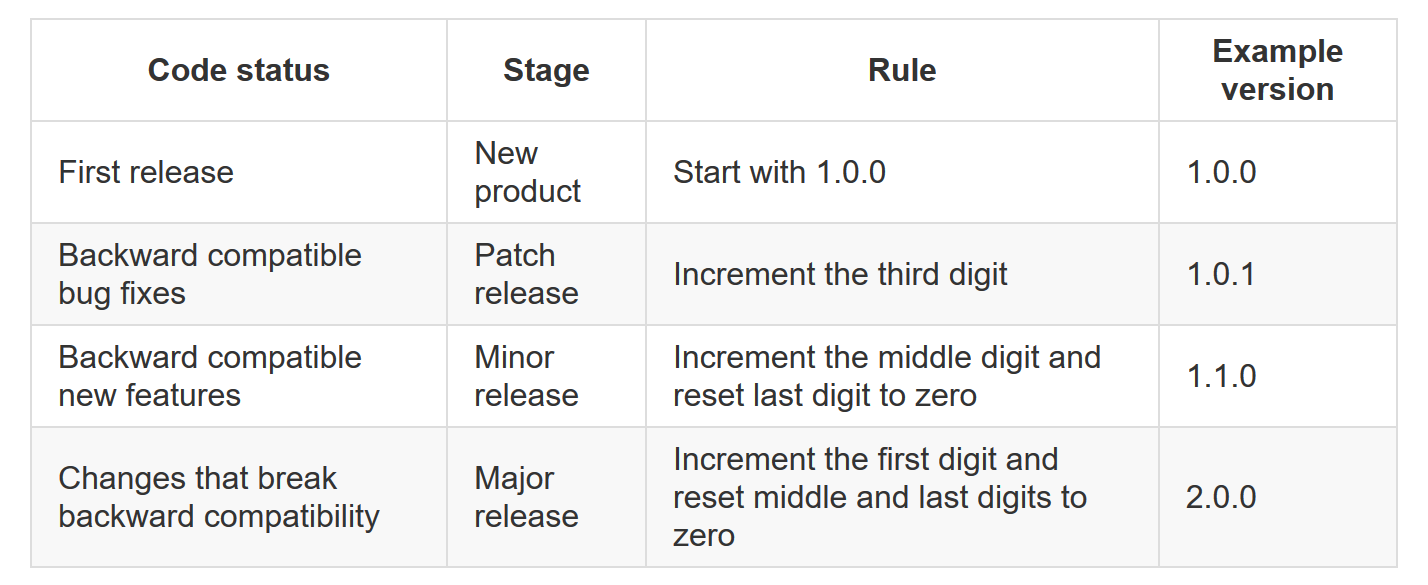 Code status
Stage
Rule
Example
version
First release
New
product
Start with 1.0.0
1.0.0
Backward compatible
bug fixes
Patch
release
Increment the third digit
1.0.1
Backward compatible
new features
Minor
release
Increment the middle digit and
reset last digit to zero
1.1.0
Changes that break
backward compatibility
Major
release
Increment the first digit and
reset middle and last digits to
zero
2.0.0